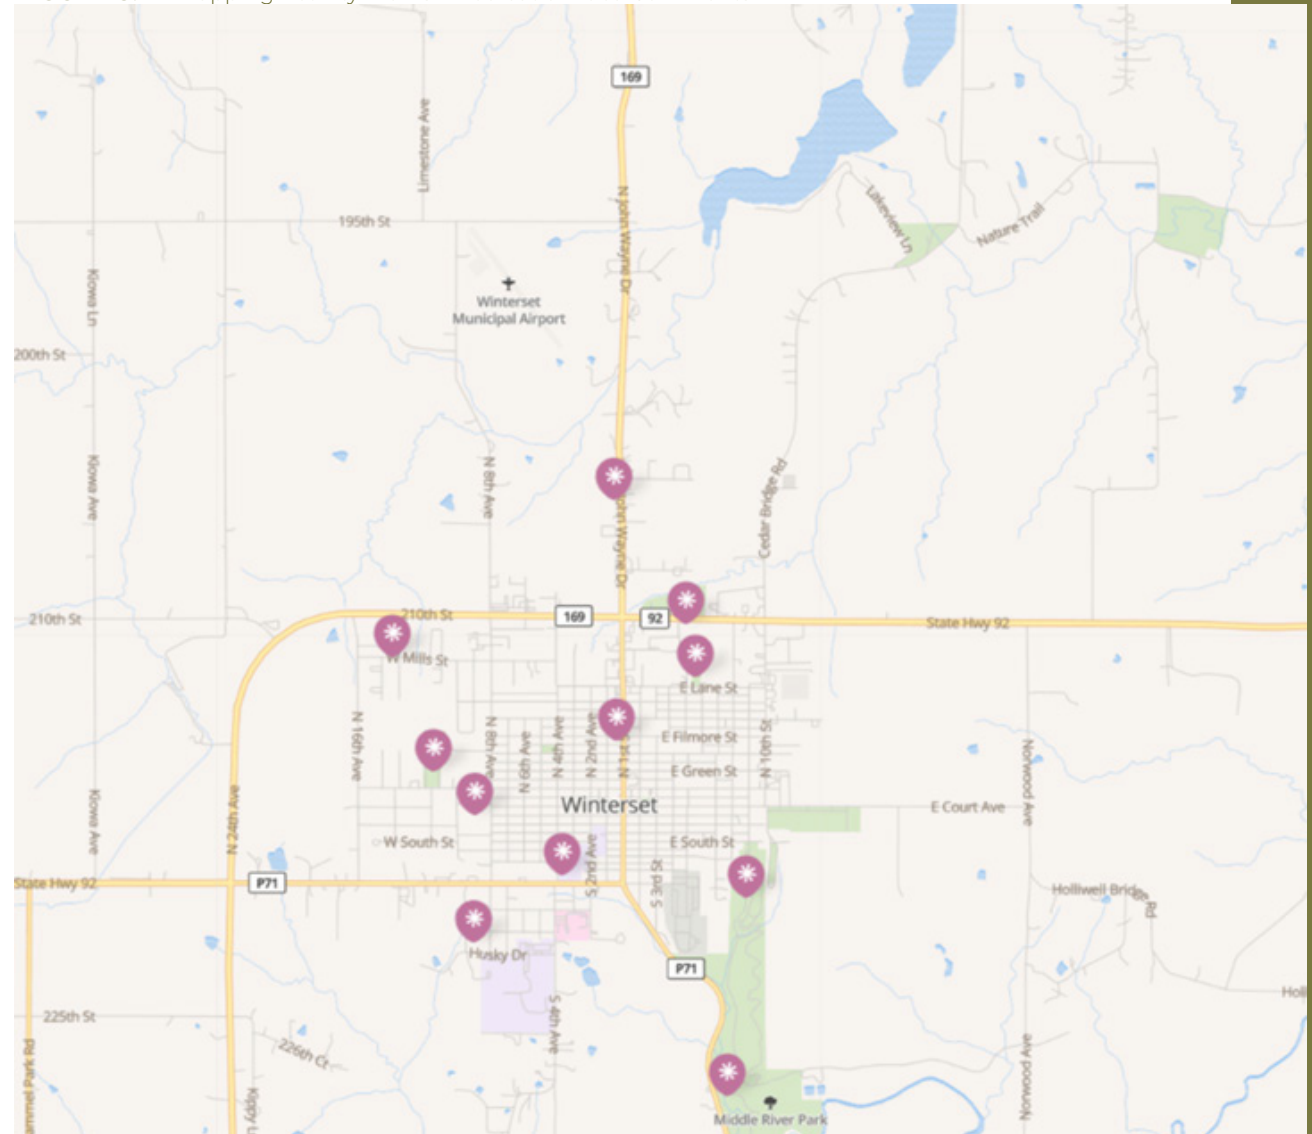 169
Limestone Ave
N John Wayne Dr
Lakeview Ln
Nature Trail
195th St
Kiowa Ln
Winterset
Municipal Airport
200th St
Kiowa Ave
N 8th Ave
Cedar Bridge Rd
John Wayne Dr
210th St
210th St
169
92
State Hwy 92
W Mills St
E Lane St
N 16th Ave
N 8th Ave
N 6th Ave
N 4th Ave
N 2nd Ave
N 1st
E Filmore St
N 10th St
E Green St
Norwood Ave
Kiowa Ave
N 24th Ave
Winterset
E Court Ave
W South St
E South St
S 2nd Ave
S 3rd St
State Hwy 92
P71
Holliwell Bridge Rd
Husky Dr
P71
Holl
225th St
S 4th Ave
226th Ct
ammel Park Rd
Norwood Ave
Middle River Park